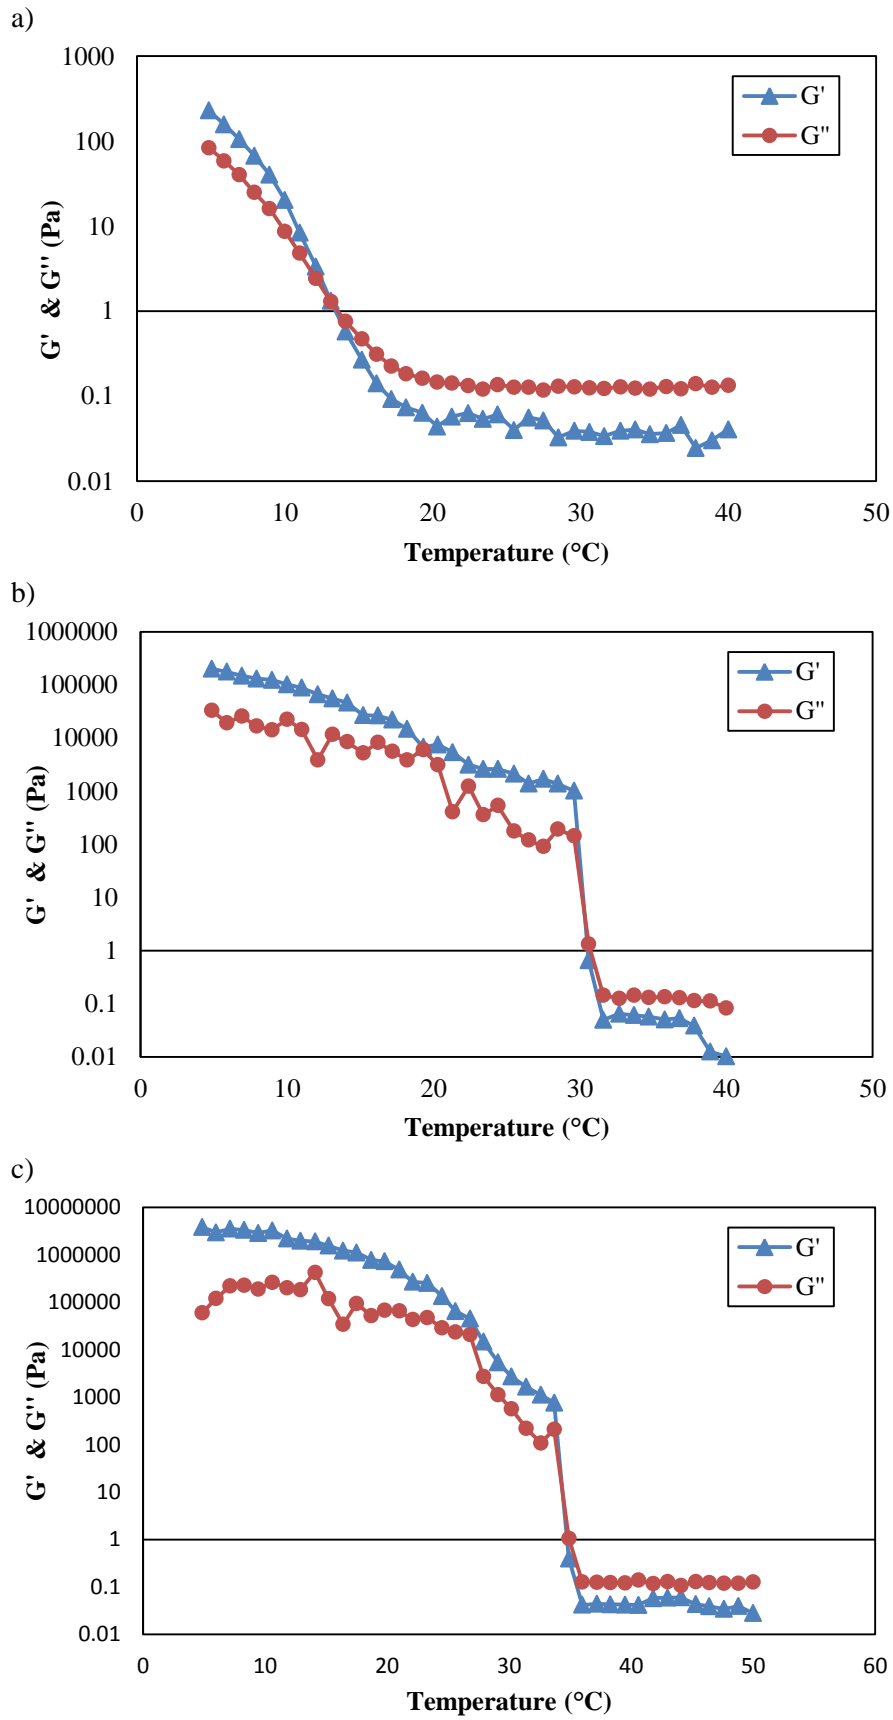 a)
1000
100
10
1
0.1
0.01
G' & G'' (Pa)
G'
G''
0 10 20 30 40 50
Temperature (°C)
b)
1000000
100000
10000
1000
100
10
1
0.1
0.01
G' & G'' (Pa)
G'
G''
0 10 20 30 40 50
Temperature (°C)
c)
10000000
1000000
100000
10000
1000
100
10
1
0.1
0.01
G' & G'' (Pa)
G'
G''
0 10 20 30 40 50 60
Temperature (°C)